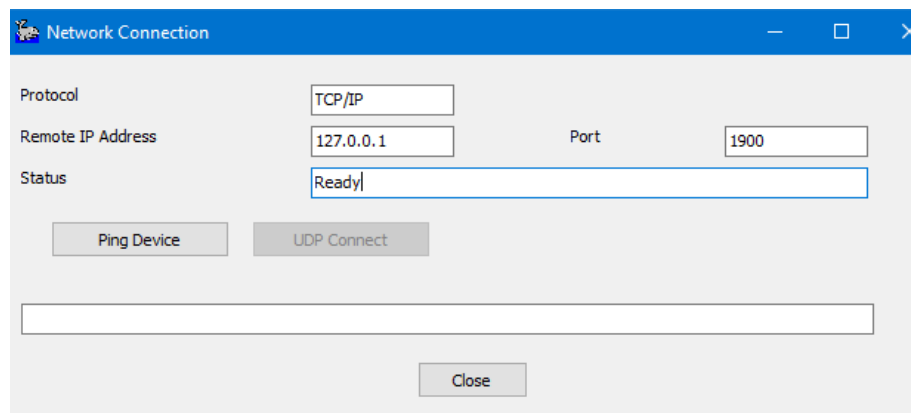 Network Connection
Protocol TCP/IP
Remote IP Address 127.0.0.1 Port 1900
Status Ready
Ping Device UDP Connect
Close